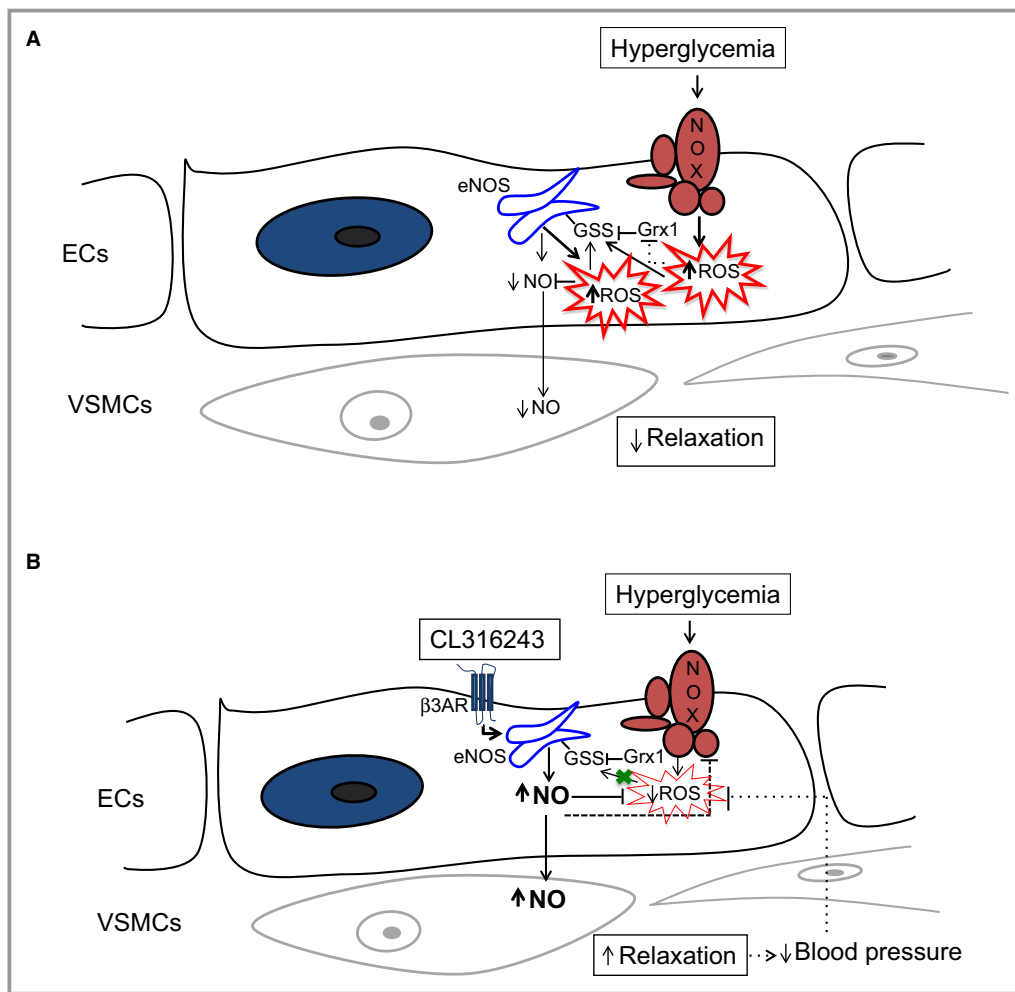 A
Hyperglycemia
N
O
X
eNOS
GSS
Grx1
ECs
↑ROS
↓NO
↑ROS
VSMCs
↓NO
↓Relaxation
B
Hyperglycemia
CL316243
N
O
X
β3AR
eNOS
GSS
Grx1
ECs
↑NO
↓ROS
↑NO
VSMCs
↑Relaxation
↓Blood pressure